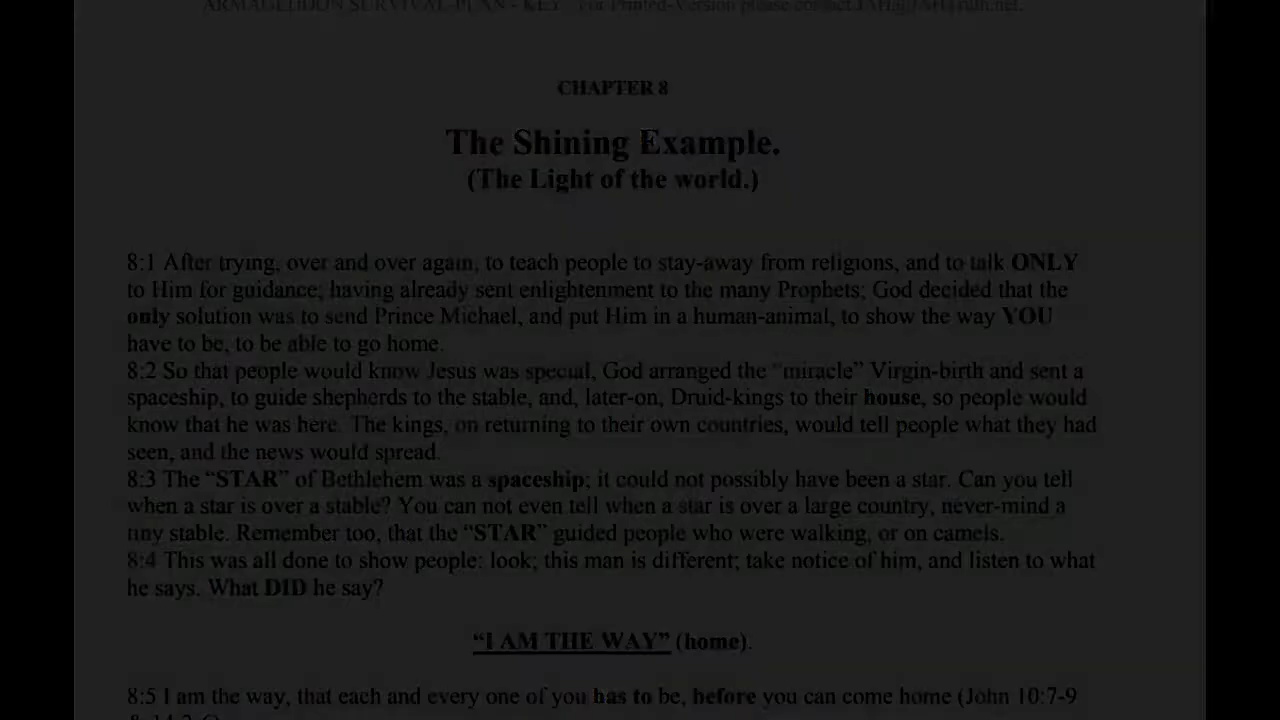 ARMAGEDDON SURVIVAL-PLAN - KEY For Printed-Version please contact JAH@JAHTruth.net.
CHAPTER 8
The Shining Example.
(The Light of the world.)
8:1 After trying, over and over again, to teach people to stay-away from religions, and to talk ONLY
to Him for guidance; having already sent enlightenment to the many Prophets; God decided that the
only solution was to send Prince Michael, and put Him in a human-animal, to show the way YOU
have to be, to be able to go home.
8:2 So that people would know Jesus was special, God arranged the “miracle” Virgin-birth and sent a
spaceship, to guide shepherds to the stable, and, later-on, Druid-kings to their house, so people would
know that he was here. The kings, on returning to their own countries, would tell people what they had
seen, and the news would spread.
8:3 The “STAR” of Bethlehem was a spaceship; it could not possibly have been a star. Can you tell
when a star is over a stable? You can not even tell when a star is over a large country, never-mind a
tiny stable. Remember too, that the “STAR” guided people who were walking, or on camels.
8:4 This was all done to show people: look; this man is different; take notice of him, and listen to what
he says. What DID he say?
“I AM THE WAY” (home).
8:5 I am the way, that each and every one of you has to be, before you can come home (John 10:7-9